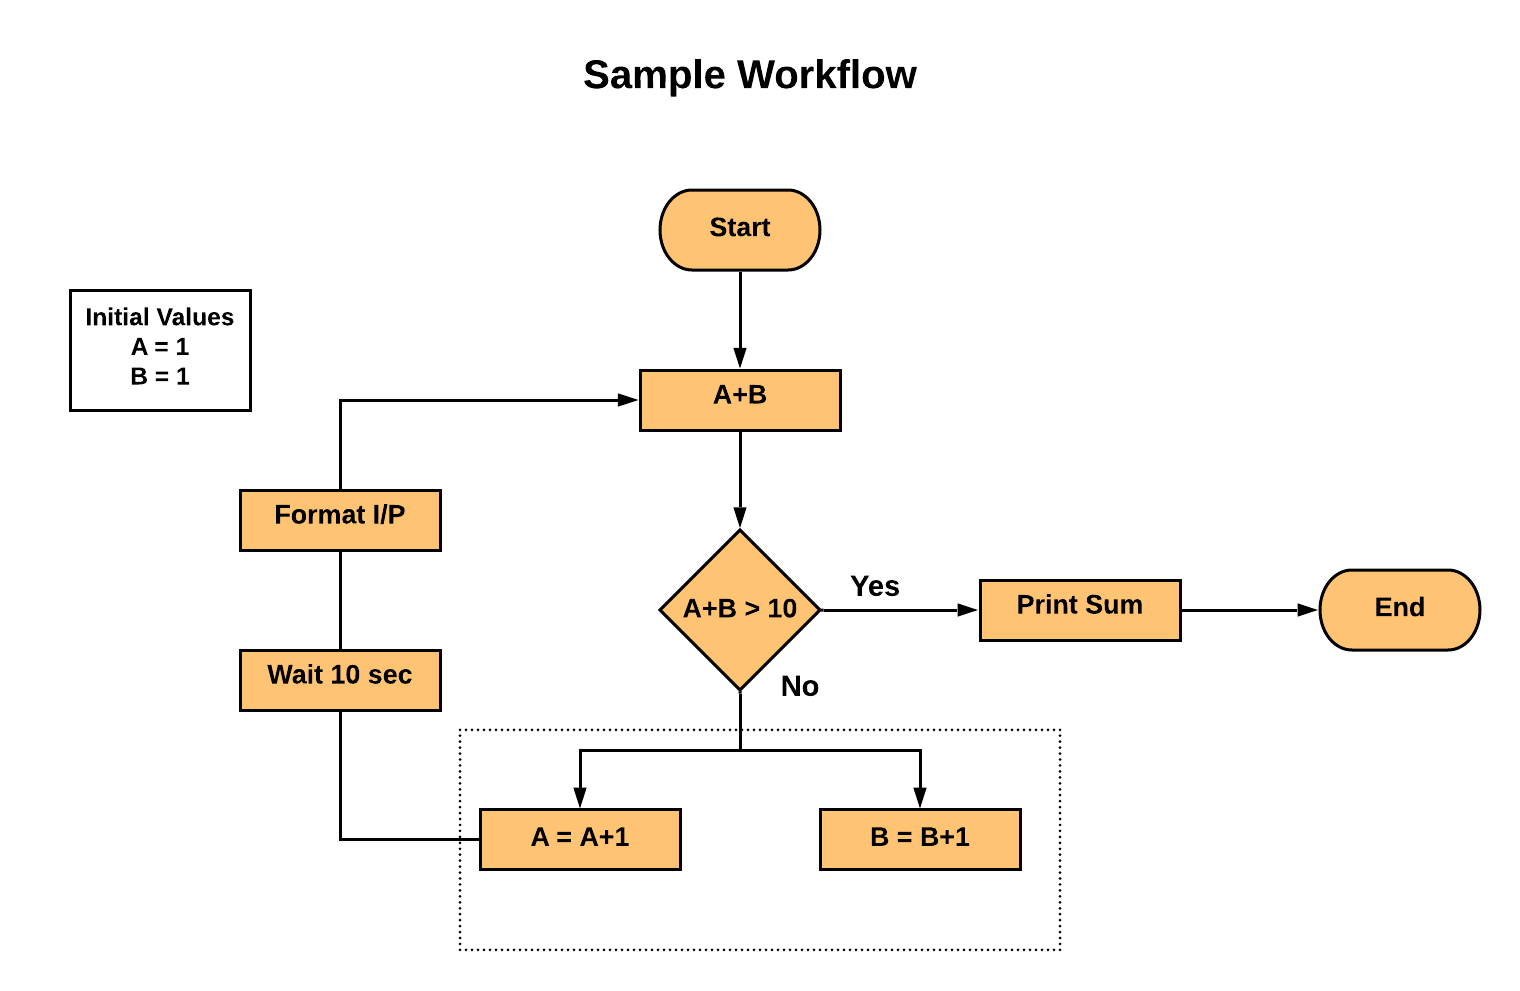 Sample Workflow
Start
Initial Values
A = 1
B = 1
A+B
Format I/P
A+B > 10
Yes
Print Sum
End
Wait 10 sec
No
A = A+1
B = B+1